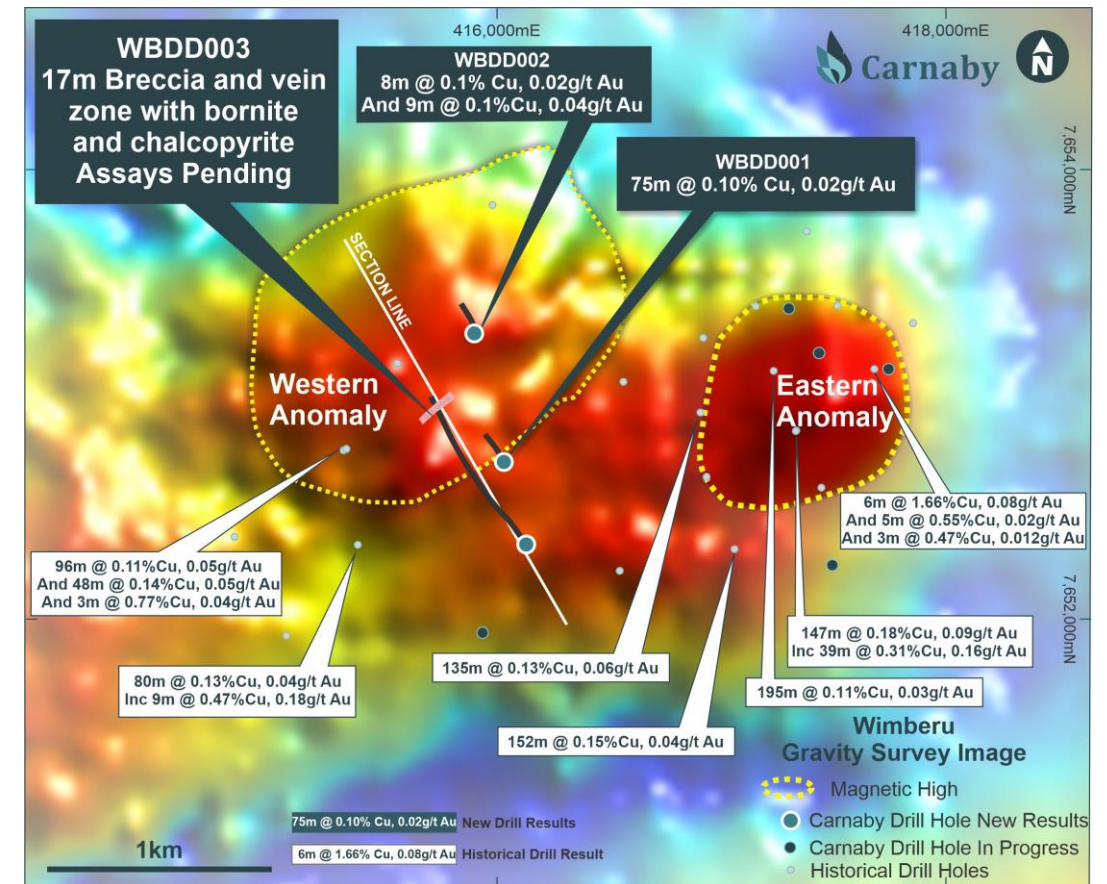 416,000mE
418,000mE
WBDD003
17m Breccia and vein
zone with bornite
and chalcopyrite
Assays Pending
WBDD002
8m @ 0.1% Cu, 0.02g/t Au
And 9m @ 0.1%Cu, 0.04g/t Au
Carnaby
N
WBDD001
75m @ 0.10% Cu, 0.02g/t Au
7,654,000mN
SECTION LINE
Western
Anomaly
Eastern
Anomaly
6m @ 1.66%Cu, 0.08g/t Au
And 5m @ 0.55%Cu, 0.02g/t Au
And 3m @ 0.47%Cu, 0.012g/t Au
96m @ 0.11%Cu, 0.05g/t Au
And 48m @ 0.14%Cu, 0.05g/t Au
And 3m @ 0.77%Cu, 0.04g/t Au
7,652,000mN
147m @ 0.18%Cu, 0.09g/t Au
Inc 39m @ 0.31%Cu, 0.16g/t Au
135m @ 0.13%Cu, 0.06g/t Au
80m @ 0.13%Cu, 0.04g/t Au
Inc 9m @ 0.47%Cu, 0.18g/t Au
195m @ 0.11%Cu, 0.03g/t Au
152m @ 0.15%Cu, 0.04g/t Au
Wimberu
Gravity Survey Image
Magnetic High
Carnaby Drill Hole New Results
Carnaby Drill Hole In Progress
Historical Drill Holes
75m @ 0.10% Cu, 0.02g/t Au New Drill Results
6m @ 1.66% Cu, 0.08g/t Au Historical Drill Result
1km